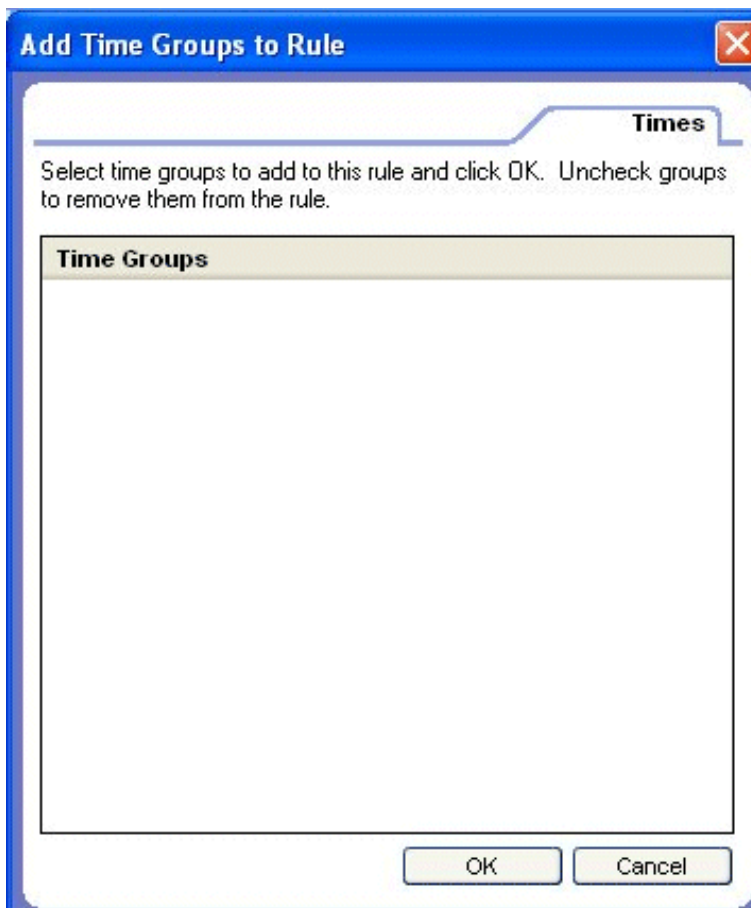 Add Time Groups to Rule
Times
Select time groups to add to this rule and click OK. Uncheck groups
to remove them from the rule.
Time Groups
OK
Cancel